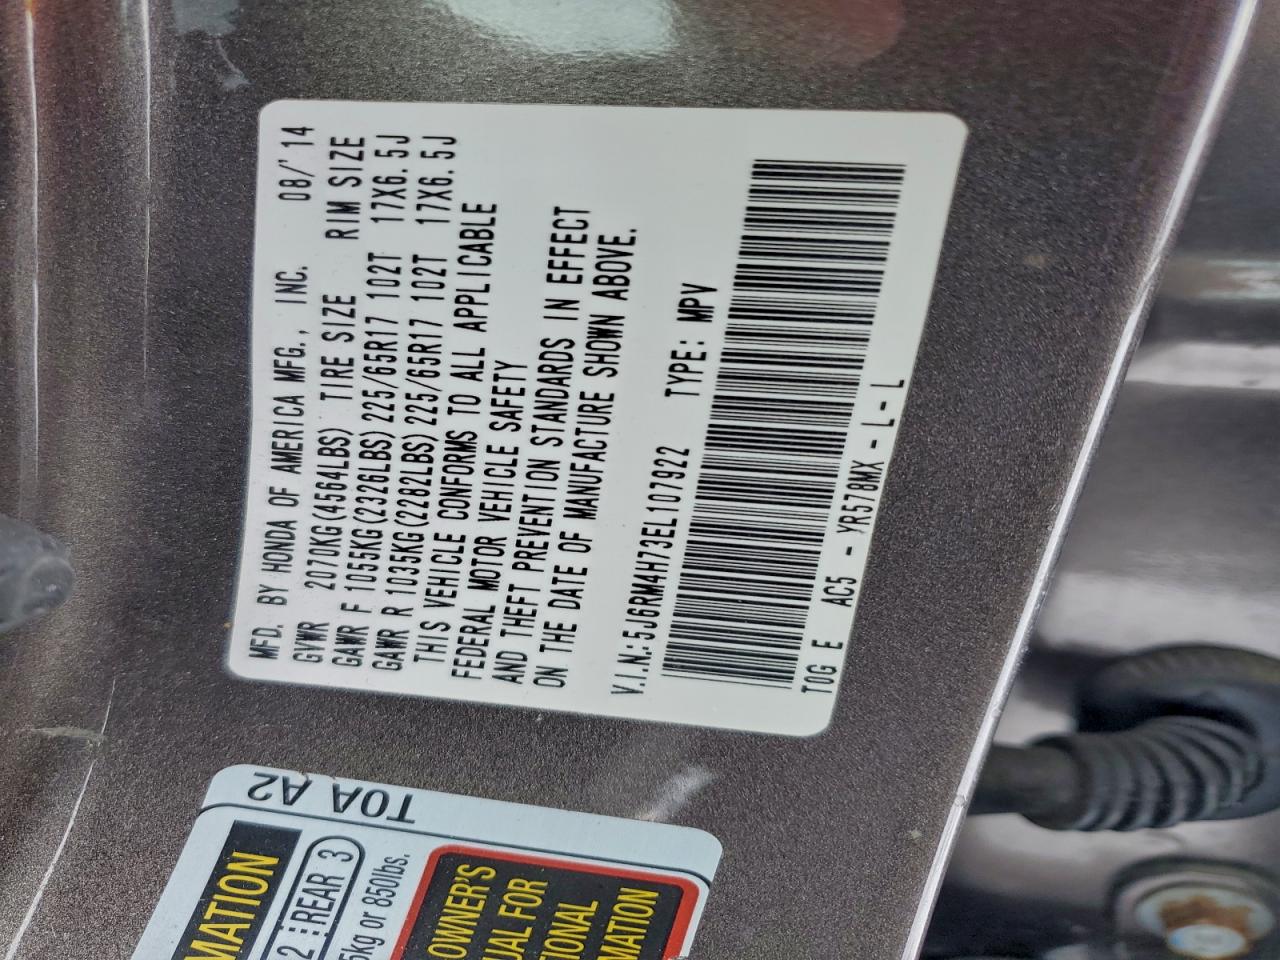 MFD. BY HONDA OF AMERICA MFG., INC. 08/'14
GVWR 2070KG(4564LBS) TIRE SIZE RIM SIZE
GAWR F 1055KG(2326LBS) 225/65R17 102T 17X6.5J
GAWR R 1035KG(2282LBS) 225/65R17 102T 17X6.5J
THIS VEHICLE CONFORMS TO ALL APPLICABLE
FEDERAL MOTOR VEHICLE SAFETY
AND THEFT PREVENTION STANDARDS IN EFFECT
ON THE DATE OF MANUFACTURE SHOWN ABOVE.
V.I.N.:5J6RM4H73EL107922 TYPE: MPV
T0G E AC5 - YR578MX - L- L
T0A A2
MATION
2 REAR 3
5kg or 850lbs.
OWNER'S
UAL FOR
TIONAL
MATION